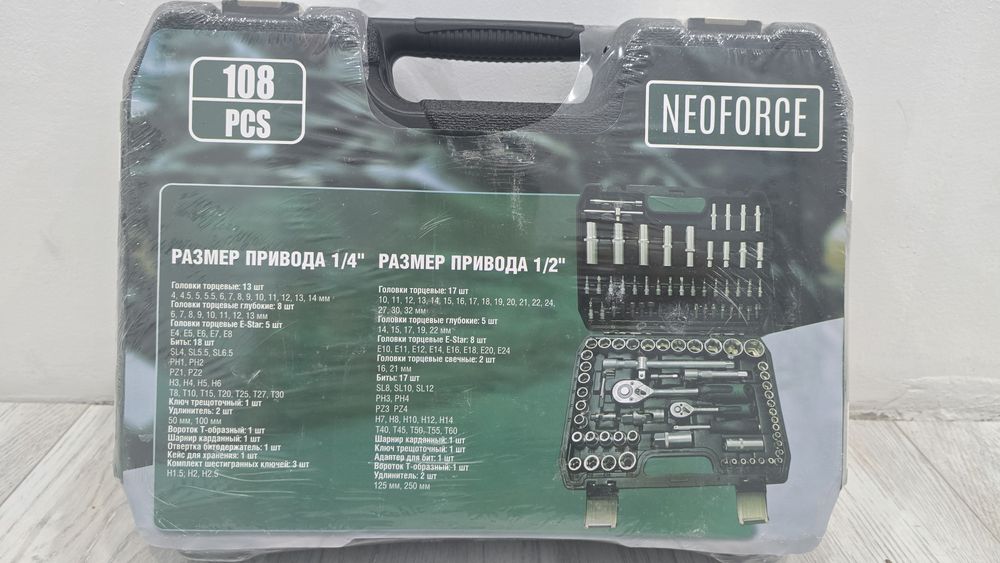 108
PCS
NEOFORCE
РАЗМЕР ПРИВОДА 1/4"
Головки торцевые: 13 шт
4, 4.5, 5, 5.5, 6, 7, 8, 9, 10, 11, 12, 13, 14 мм
Головки торцевые глубокие: 8 шт
6, 7, 8, 9, 10, 11, 12, 13 мм
Головки торцевые E-Star: 5 шт
E4, E5, E6, E7, E8
Биты: 18 шт
SL4, SL5.5, SL6.5
PH1, PH2
PZ1, PZ2
H3, H4, H5, H6
T8, T10, T15, T20, T25, T27, T30
Ключ трещоточный: 1 шт
Удлинитель: 2 шт
50 мм, 100 мм
Вороток Т-образный: 1 шт
Шарнир карданный: 1 шт
Отвертка битодержатель: 1 шт
Кейс для хранения: 1 шт
Комплект шестигранных ключей: 3 шт
H1.5, H2, H2.5
РАЗМЕР ПРИВОДА 1/2"
Головки торцевые: 17 шт
10, 11, 12, 13, 14, 15, 16, 17, 18, 19, 20, 21, 22, 24,
27, 30, 32 мм
Головки торцевые глубокие: 5 шт
14, 15, 17, 19, 22 мм
Головки торцевые E-Star: 8 шт
E10, E11, E12, E14, E16, E18, E20, E24
Головки торцевые свечные: 2 шт
16, 21 мм
Биты: 17 шт
SL8, SL10, SL12
PH3, PH4
PZ3 PZ4
H7, H8, H10, H12, H14
T40, T45, T50, T55, T60
Шарнир карданный: 1 шт
Ключ трещоточный: 1 шт
Адаптер для бит: 1 шт
Вороток Т-образный: 1 шт
Удлинитель: 2 шт
125 мм, 250 мм